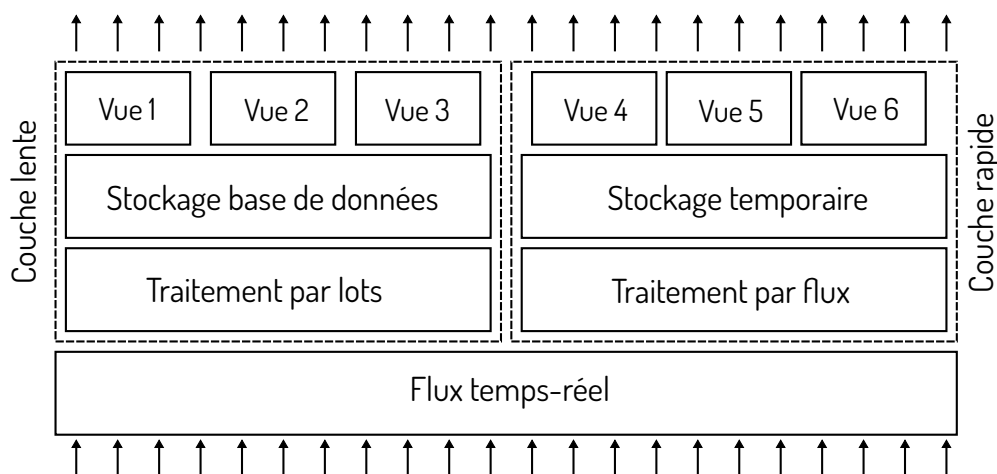 Vue 1
Vue 2
Vue 3
Vue 4
Vue 5
Vue 6
Couche lente
Stockage base de données
Stockage temporaire
Couche rapide
Traitement par lots
Traitement par flux
Flux temps-réel